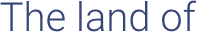 The land of